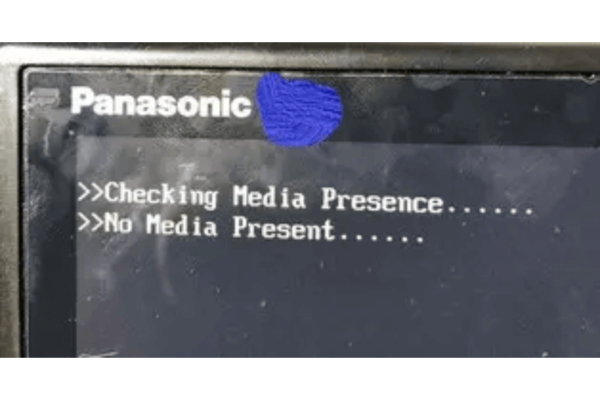 Panasonic
>>Checking Media Presence......
>>No Media Present......